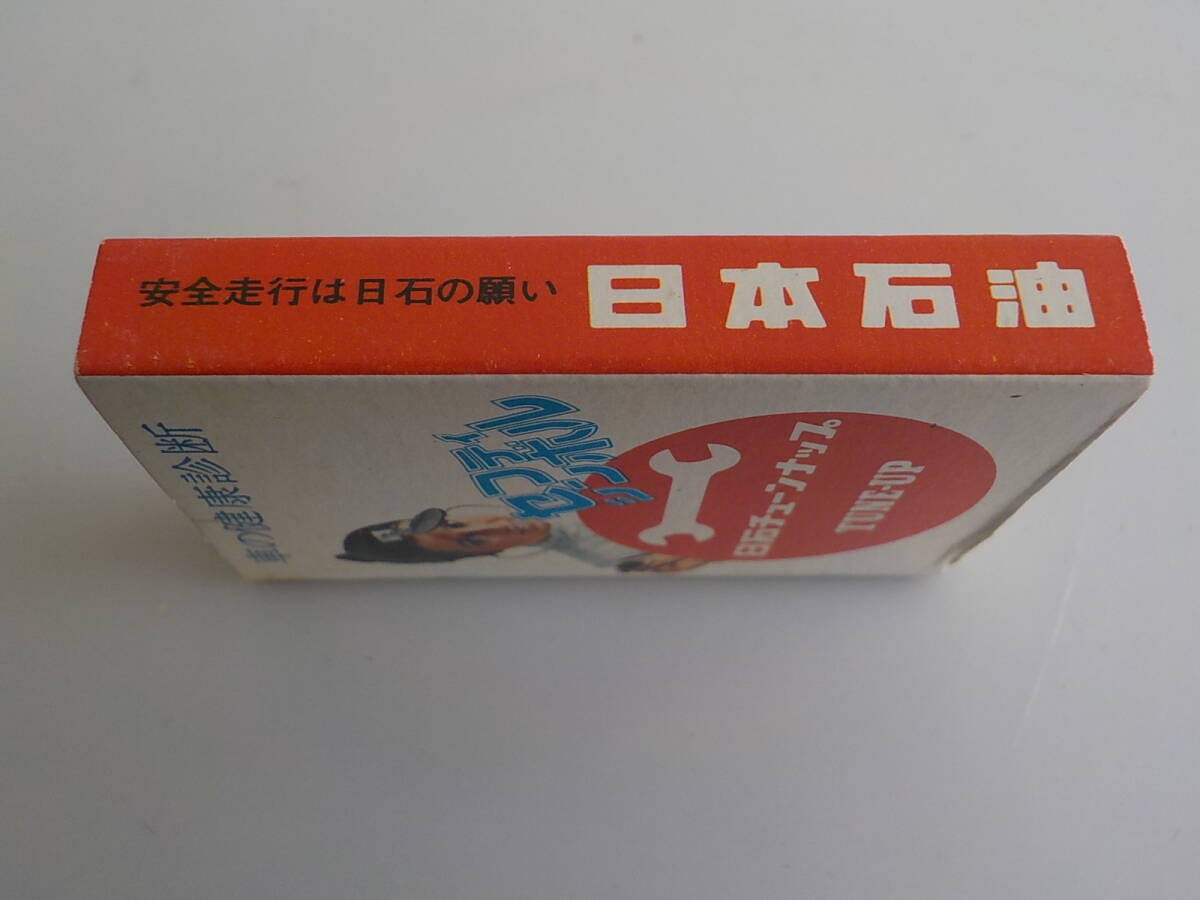 安全走行は日石の願い
日本石油
車の健康診断
日石チューンナップ
TUNE-UP